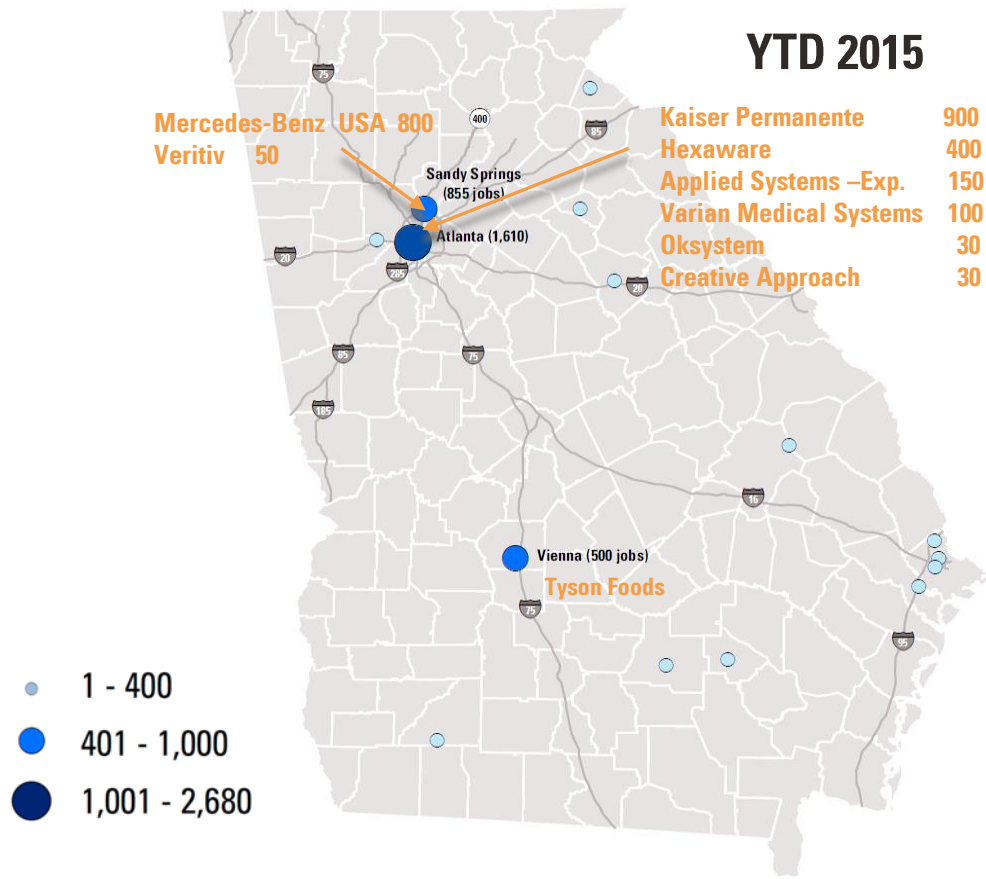 YTD 2015
Mercedes-Benz USA 800
Veritiv 50
Kaiser Permanente 900
Hexaware 400
Applied Systems –Exp. 150
Varian Medical Systems 100
Oksystem 30
Creative Approach 30
75
400
85
Sandy Springs
(855 jobs)
Atlanta (1,610)
20
285
20
85
75
185
16
Vienna (500 jobs)
Tyson Foods
75
95
1 - 400
401 - 1,000
1,001 - 2,680